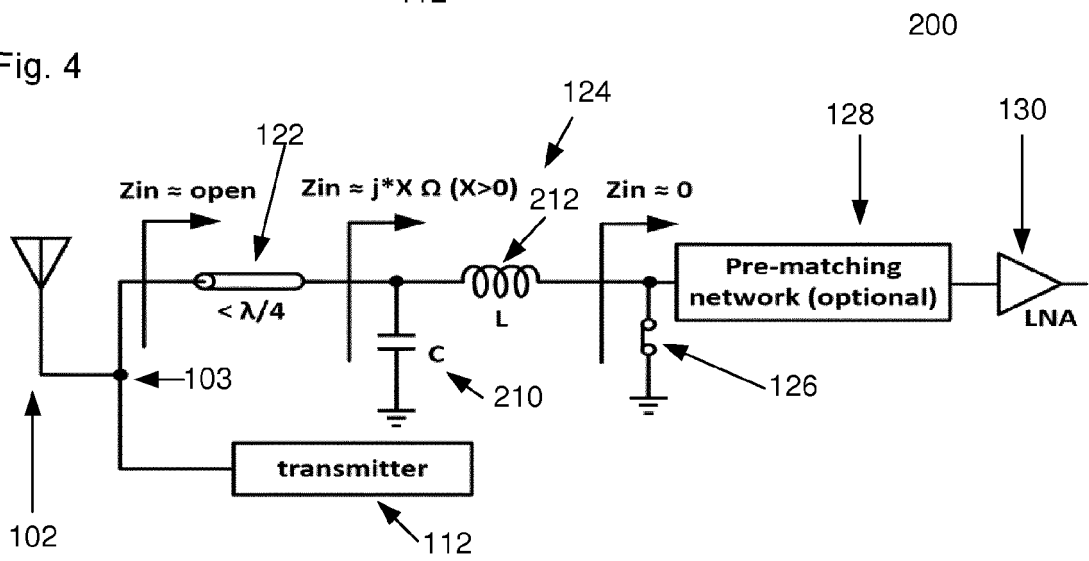 200
Fig. 4
124
122
128
130
Zin ≈ open
Zin ≈ j*X Ω (X>0)
212
Zin ≈ 0
Pre-matching
network (optional)
< λ/4
L
LNA
C
103
210
126
transmitter
102
112